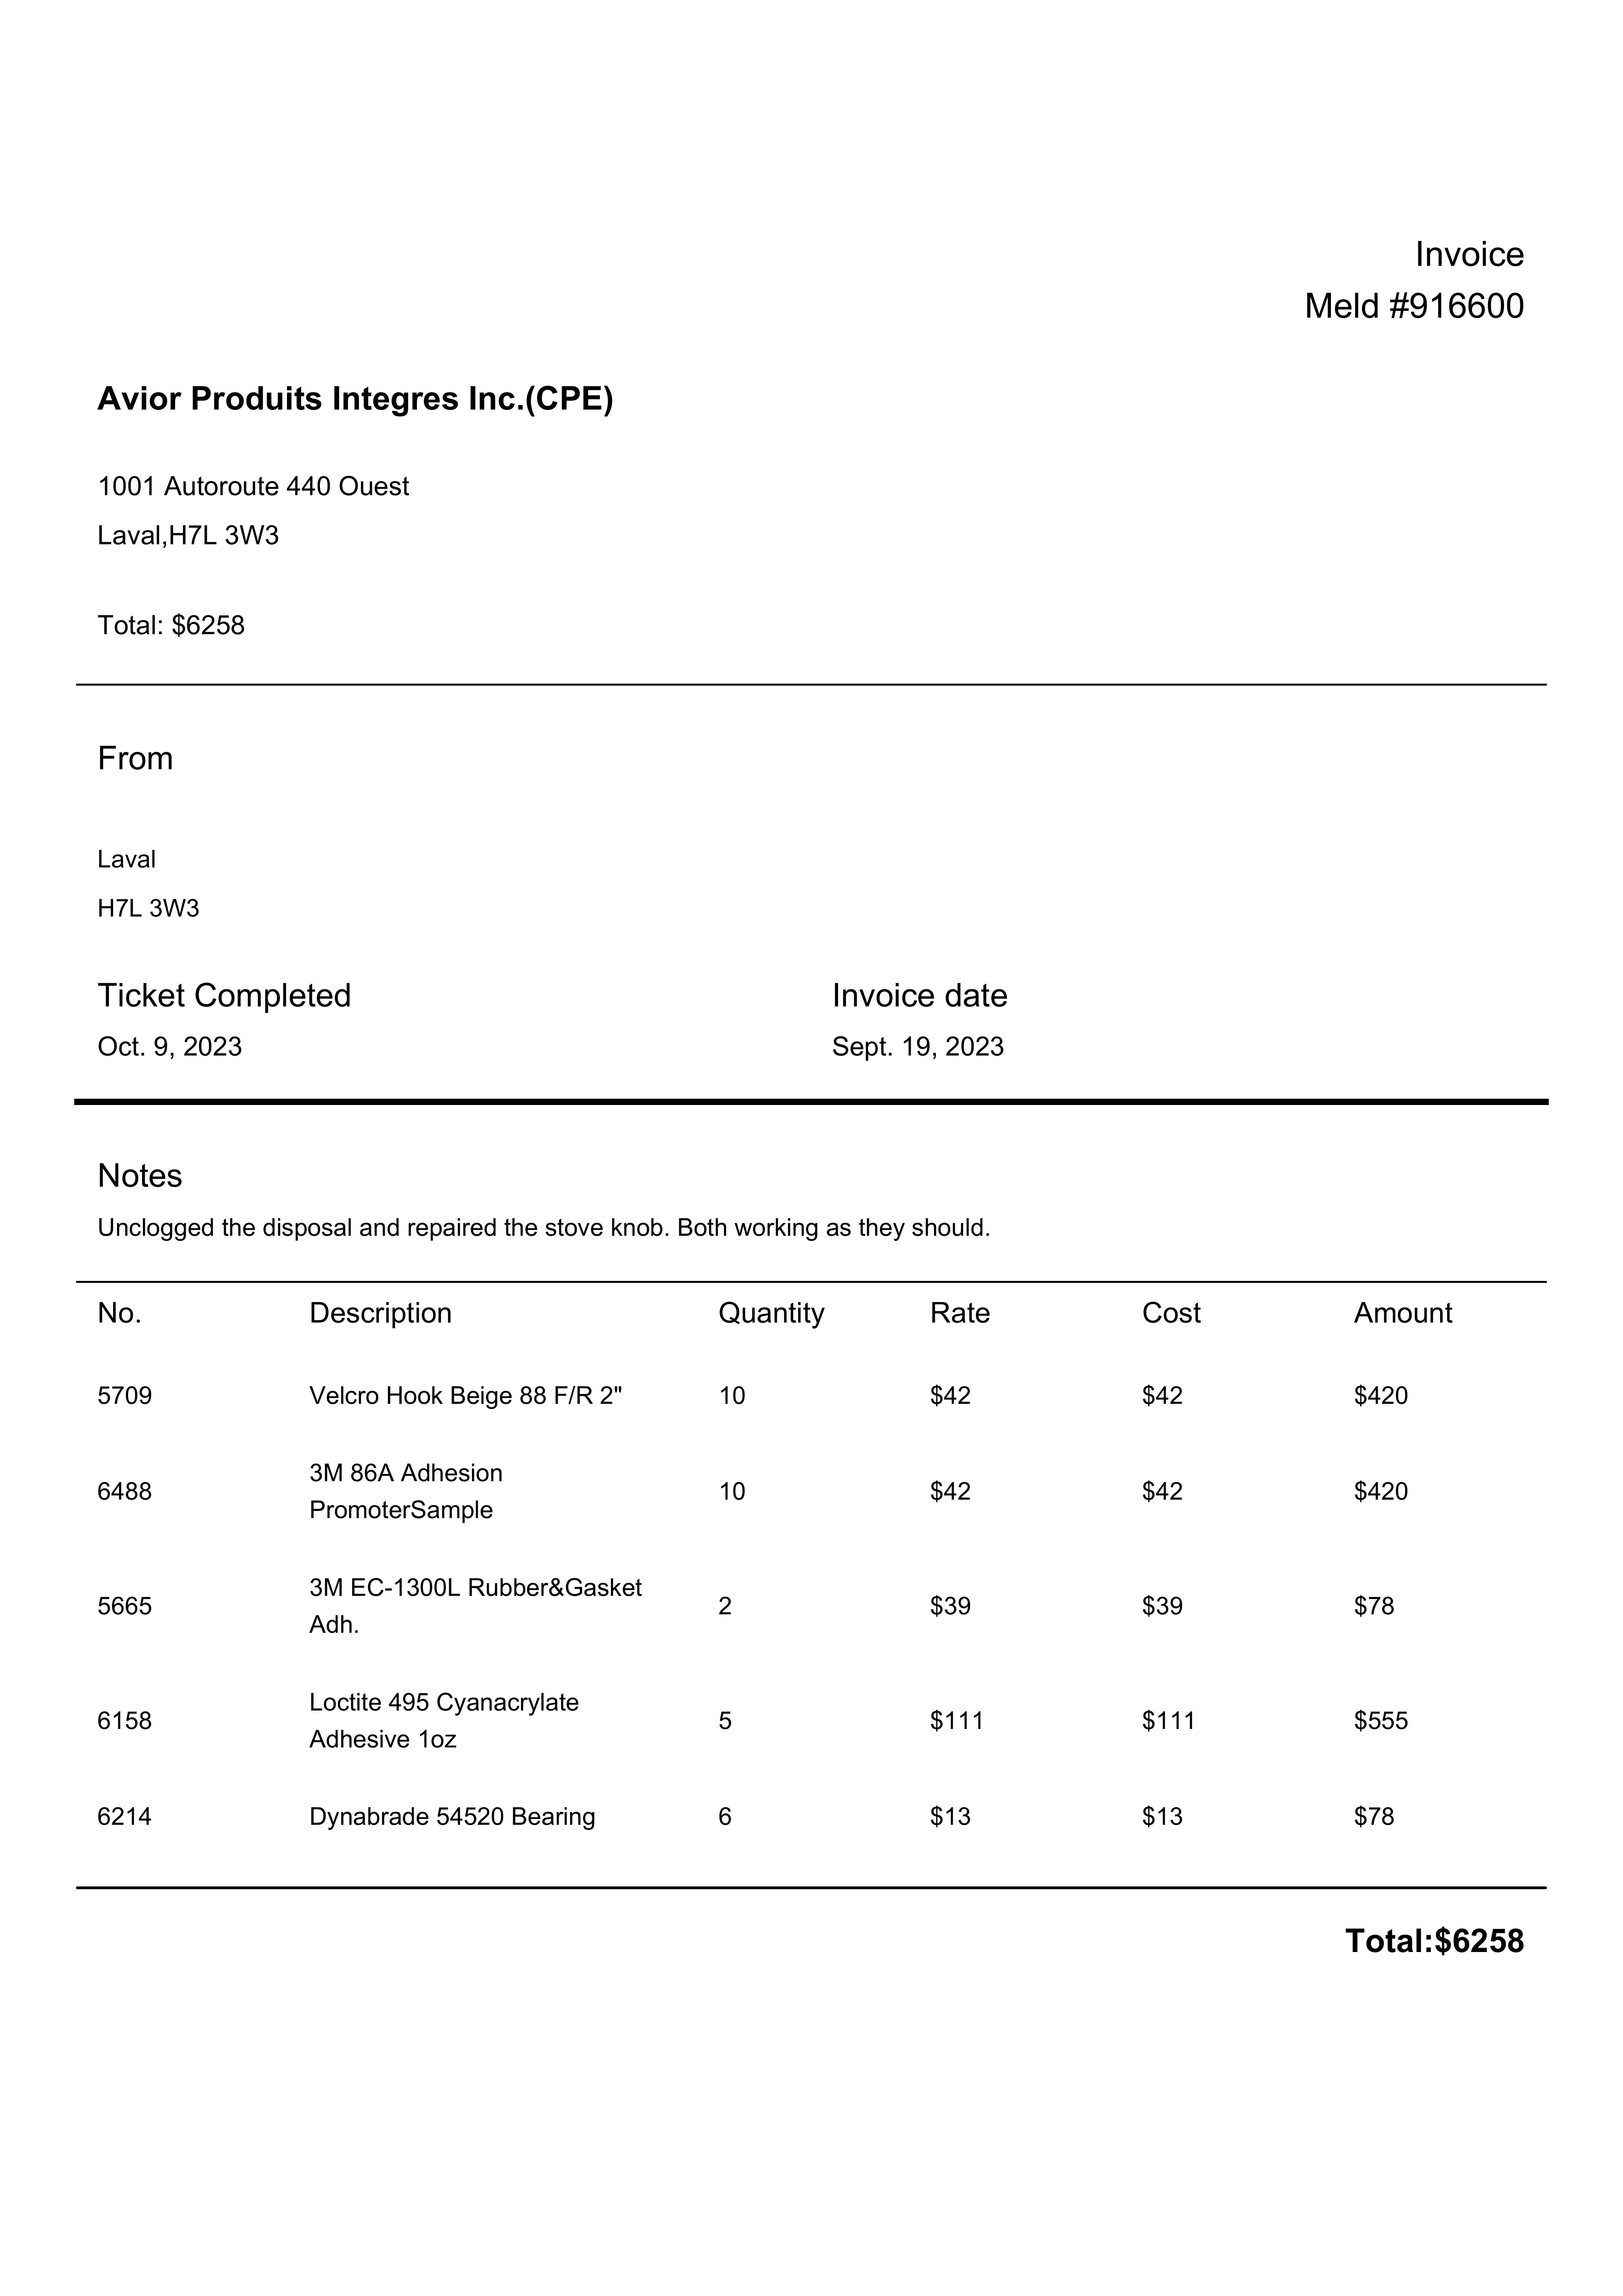 Invoice
Meld #916600
Avior Produits Integres Inc.(CPE)
1001 Autoroute 440 Ouest
Laval,H7L 3W3
Total: $6258
From
Laval
H7L 3W3
Ticket Completed Invoice date
Oct. 9, 2023 Sept. 19, 2023
Notes
Unclogged the disposal and repaired the stove knob. Both working as they should.
No. Description Quantity Rate Cost Amount
5709 Velcro Hook Beige 88 F/R 2" 10 $42 $42 $420
3M 86A Adhesion
6488 10 $42 $42 $420
PromoterSample
3M EC-1300L Rubber&Gasket
5665 2 $39 $39 $78
Adh.
Loctite 495 Cyanacrylate
6158 5 $111 $111 $555
Adhesive 1oz
6214 Dynabrade 54520 Bearing 6 $13 $13 $78
Total:$6258